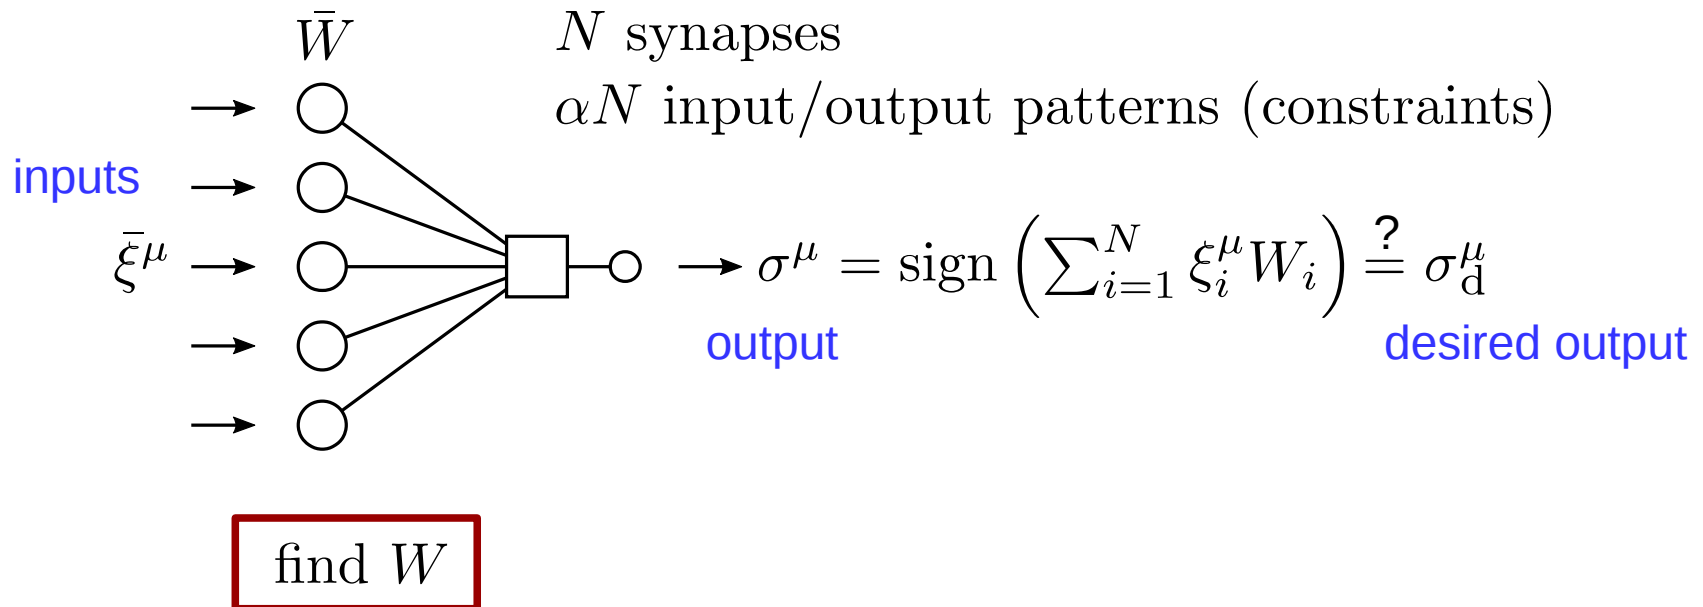 W̄
N synapses
αN input/output patterns (constraints)
inputs
ξ̄^μ
σ^μ = sign (∑_{i=1}^{N} ξ_i^μ W_i) ≟ σ_d^μ
output
desired output
find W